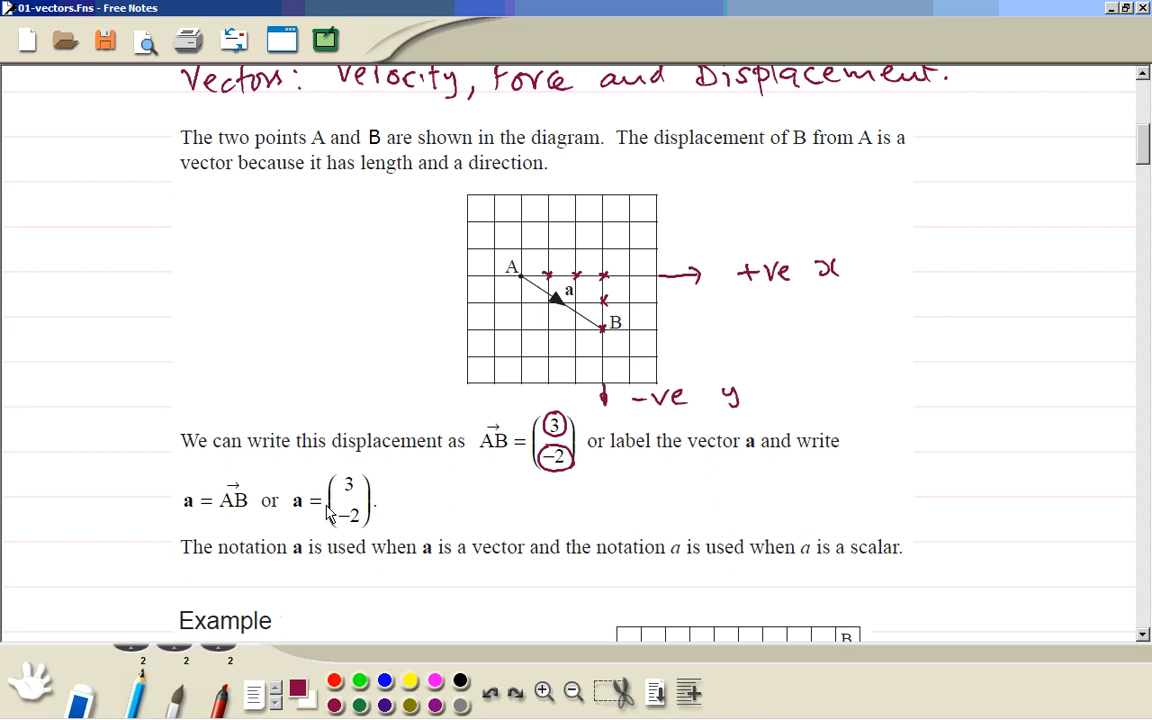 01-vectors.Fns - Free Notes
Vectors: Velocity, Force and Displacement.
The two points A and B are shown in the diagram. The displacement of B from A is a
vector because it has length and a direction.
A
a
B
+ve x
-ve y
We can write this displacement as AB⃗ = (3 −2) or label the vector a and write
a = AB⃗ or a = (3 −2).
The notation a is used when a is a vector and the notation a is used when a is a scalar.
Example
B
2 2 2